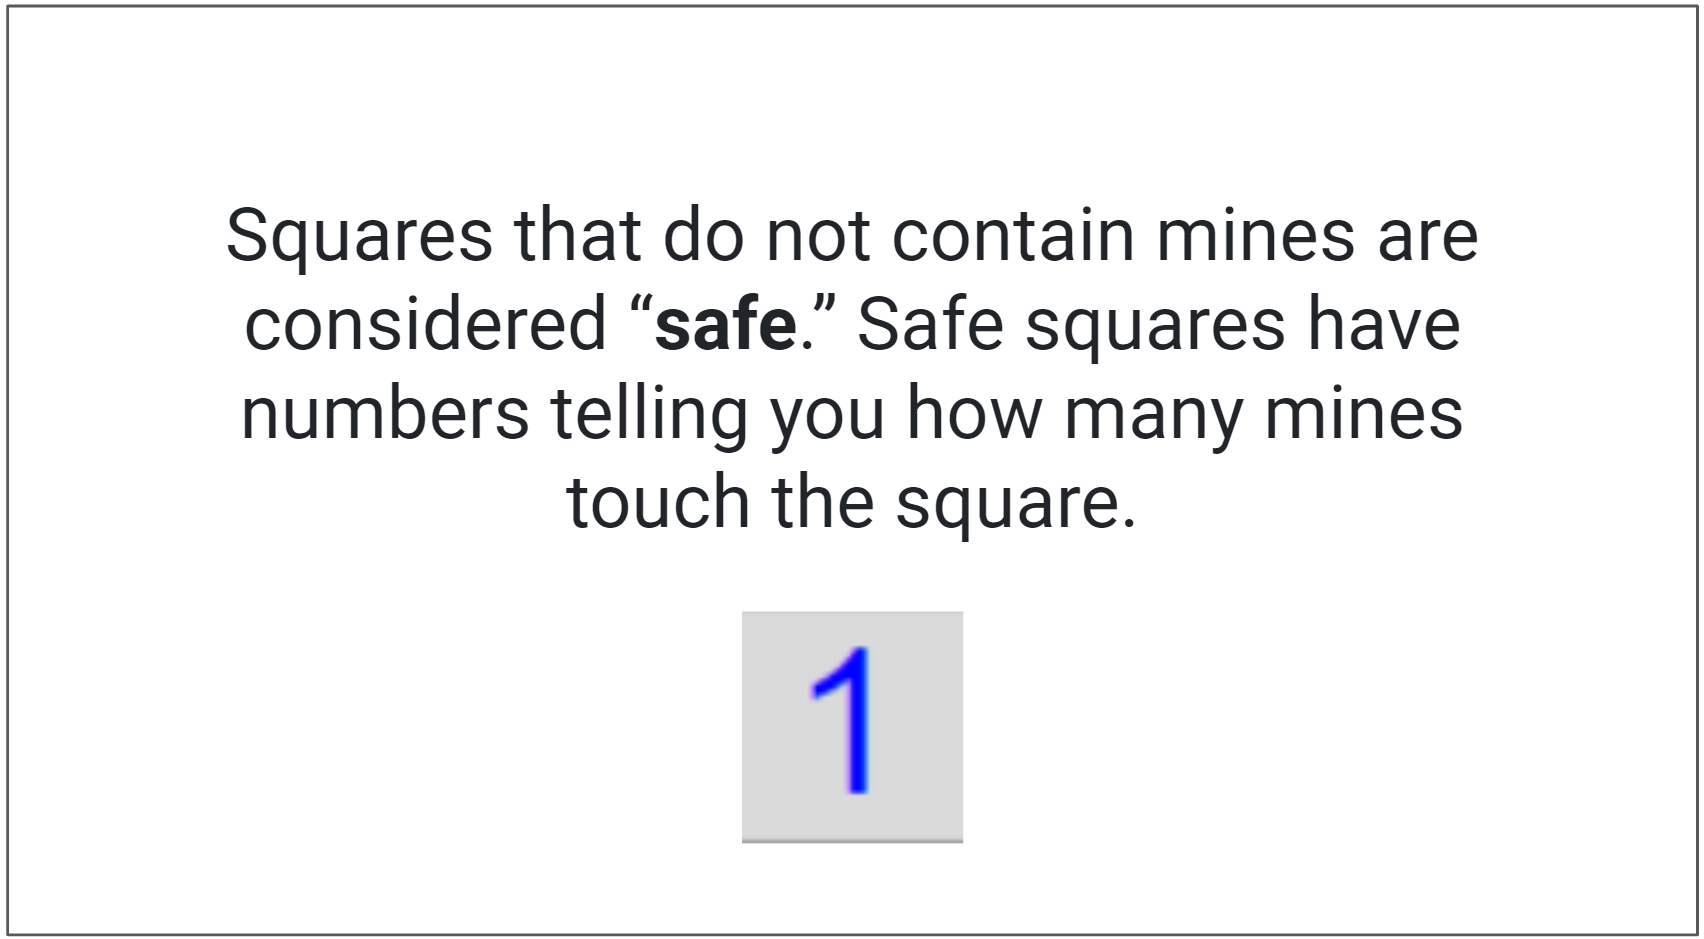 Squares that do not contain mines are
considered “safe.” Safe squares have
numbers telling you how many mines
touch the square.
1